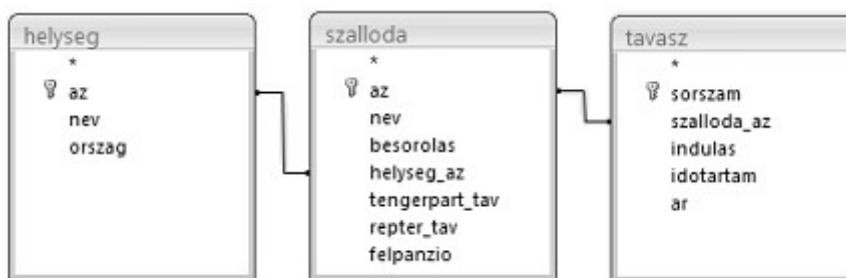 helyseg
*
az
nev
orszag
szalloda
*
az
nev
besorolas
helyseg_az
tengerpart_tav
repter_tav
felpanzio
tavasz
*
sorszam
szalloda_az
indulas
idotartam
ar